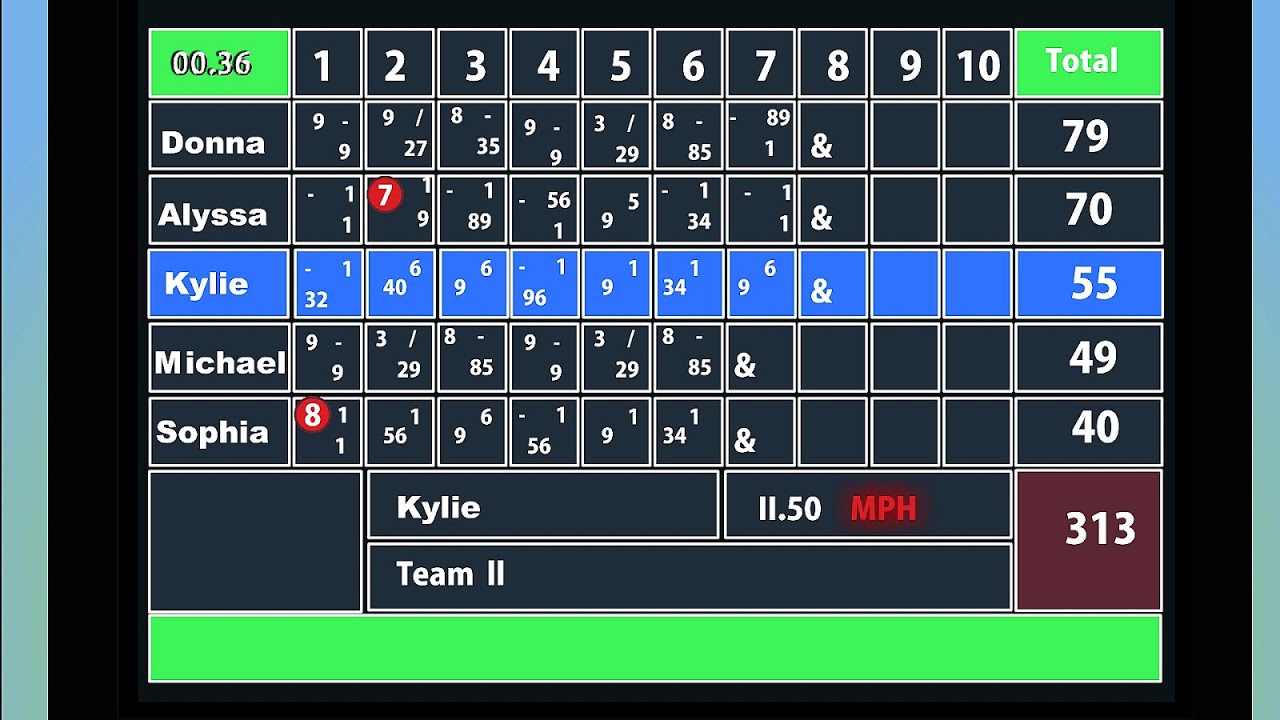 00.36 1 2 3 4 5 6 7 8 9 10 Total
9 - 9 / 8 - 9 - 3 / 8 - - 89
Donna 9 27 35 9 29 85 1 & 79
- 1 7 1 - 1 - 56 5 - 1 - 1
Alyssa 1 9 89 1 9 34 1 & 70
- 1 6 6 - 1 1 1 6
Kylie 32 40 9 96 9 34 9 & 55
9 - 3 / 8 - 9 - 3 / 8 -
Michael 9 29 85 9 29 85 & 49
8 1 1 6 - 1 1 1
Sophia 1 56 9 56 9 34 & 40
Kylie II.50 MPH 313
Team II